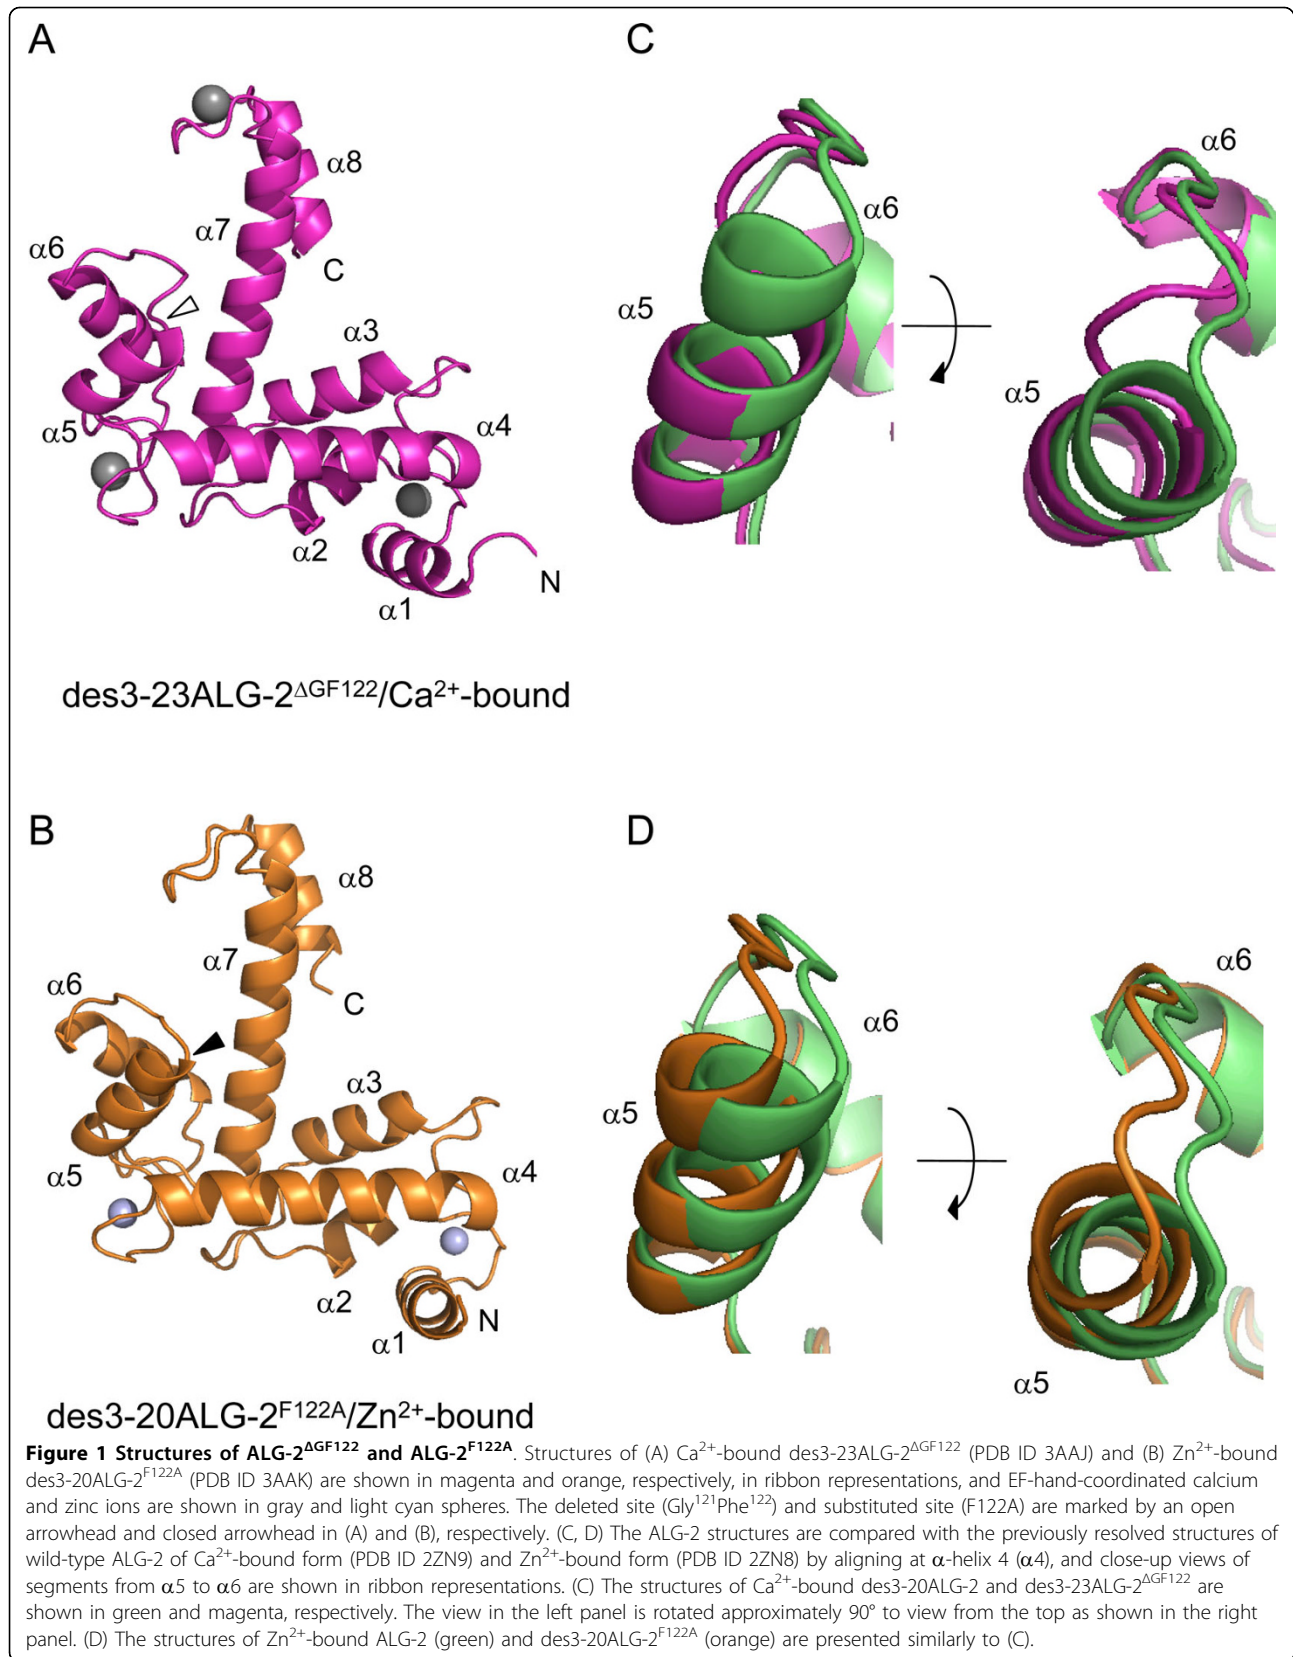 A
α8
α7
α6
C
α3
α5
α4
α2
N
α1
des3-23ALG-2ΔGF122/Ca2+-bound
C
α6
α5
α6
α5
B
α8
α7
α6
C
α3
α5
α4
α2
N
α1
des3-20ALG-2F122A/Zn2+-bound
D
α6
α5
α6
α5
Figure 1 Structures of ALG-2ΔGF122 and ALG-2F122A. Structures of (A) Ca2+-bound des3-23ALG-2ΔGF122 (PDB ID 3AAJ) and (B) Zn2+-bound
des3-20ALG-2F122A (PDB ID 3AAK) are shown in magenta and orange, respectively, in ribbon representations, and EF-hand-coordinated calcium
and zinc ions are shown in gray and light cyan spheres. The deleted site (Gly121Phe122) and substituted site (F122A) are marked by an open
arrowhead and closed arrowhead in (A) and (B), respectively. (C, D) The ALG-2 structures are compared with the previously resolved structures of
wild-type ALG-2 of Ca2+-bound form (PDB ID 2ZN9) and Zn2+-bound form (PDB ID 2ZN8) by aligning at α-helix 4 (α4), and close-up views of
segments from α5 to α6 are shown in ribbon representations. (C) The structures of Ca2+-bound des3-20ALG-2 and des3-23ALG-2ΔGF122 are
shown in green and magenta, respectively. The view in the left panel is rotated approximately 90° to view from the top as shown in the right
panel. (D) The structures of Zn2+-bound ALG-2 (green) and des3-20ALG-2F122A (orange) are presented similarly to (C).